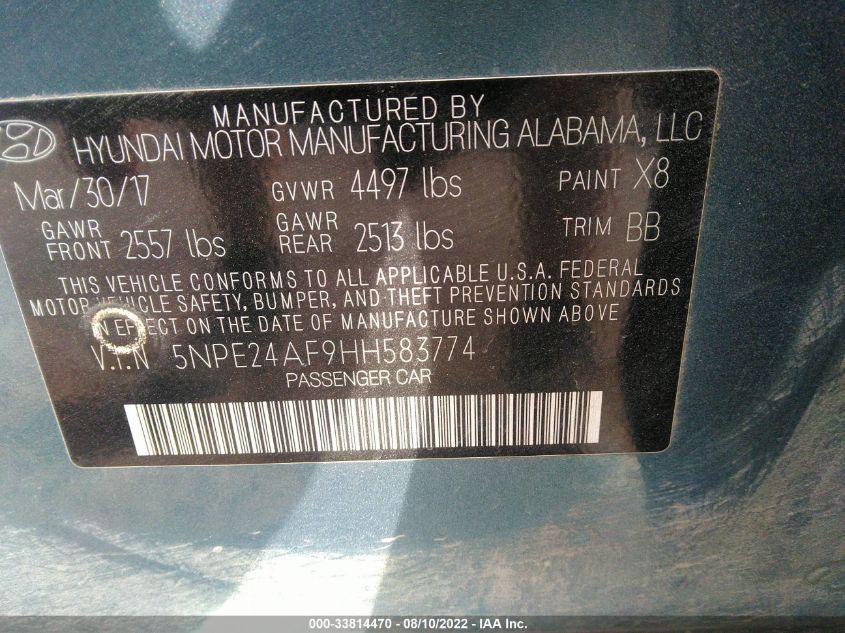 MANUFACTURED BY
HYUNDAI MOTOR MANUFACTURING ALABAMA, LLC
Mar/30/17 GVWR 4497 lbs PAINT X8
GAWR FRONT 2557 lbs GAWR REAR 2513 lbs TRIM BB
THIS VEHICLE CONFORMS TO ALL APPLICABLE U.S.A. FEDERAL
MOTOR VEHICLE SAFETY, BUMPER, AND THEFT PREVENTION STANDARDS
IN EFFECT ON THE DATE OF MANUFACTURE SHOWN ABOVE
V.I.N 5NPE24AF9HH583774
PASSENGER CAR
000-33814470 — 08/10/2022 — IAA Inc.